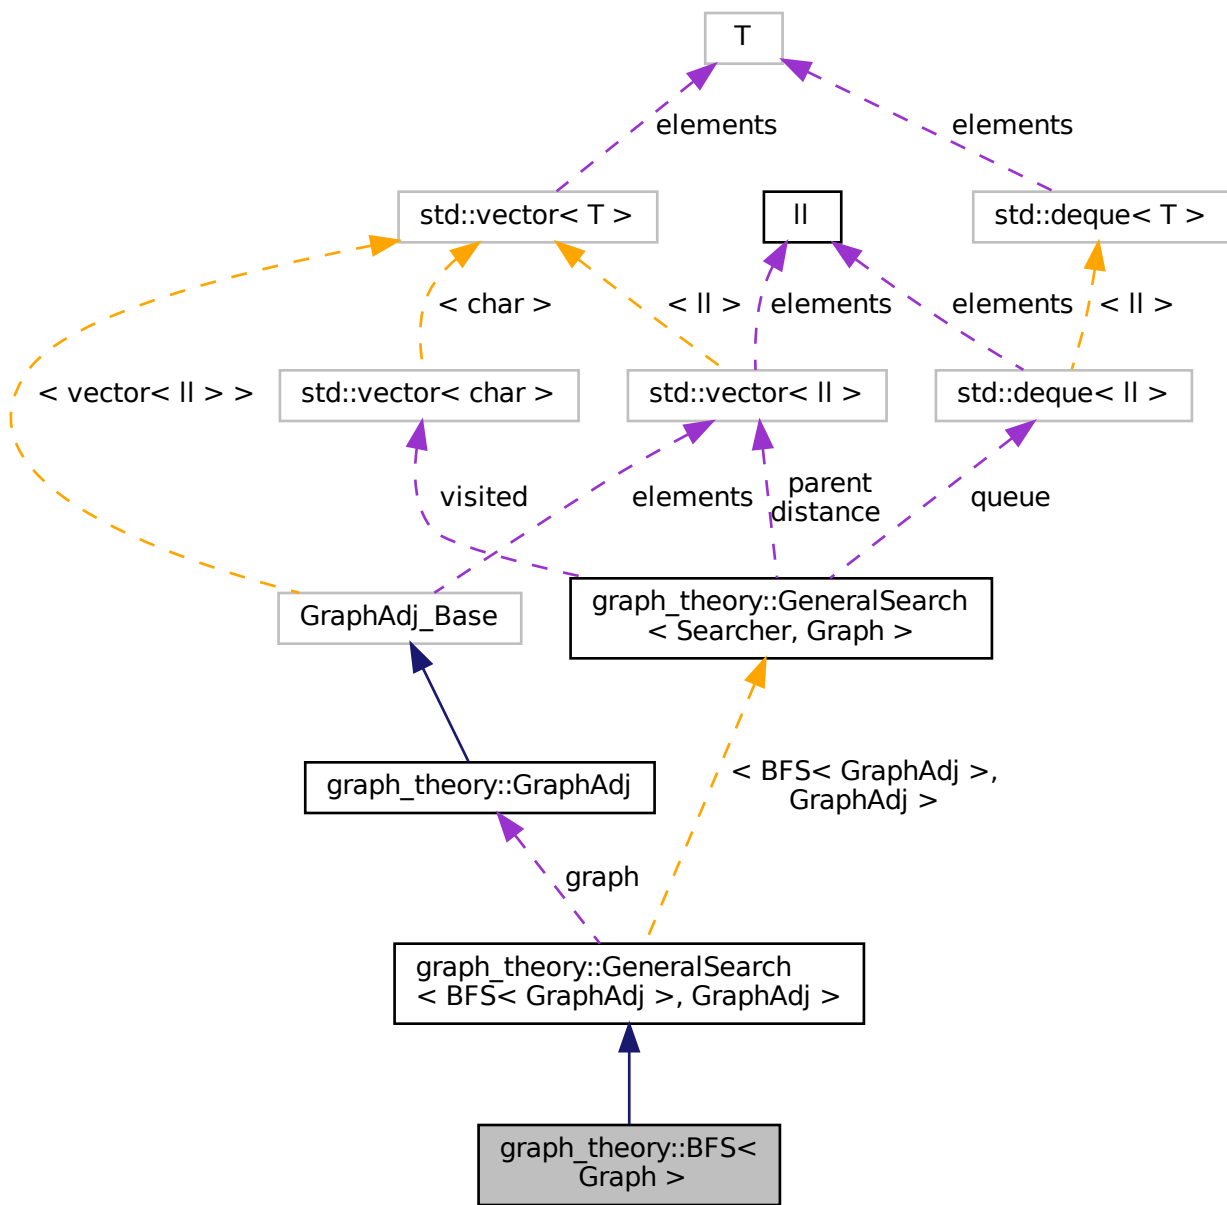 T
elements
elements
std::vector< T >
ll
std::deque< T >
< char >
< ll >
elements
elements
< ll >
< vector< ll > >
std::vector< char >
std::vector< ll >
std::deque< ll >
visited
elements
parent
distance
queue
GraphAdj_Base
graph_theory::GeneralSearch
< Searcher, Graph >
graph_theory::GraphAdj
< BFS< GraphAdj >,
GraphAdj >
graph
graph_theory::GeneralSearch
< BFS< GraphAdj >, GraphAdj >
graph_theory::BFS<
Graph >